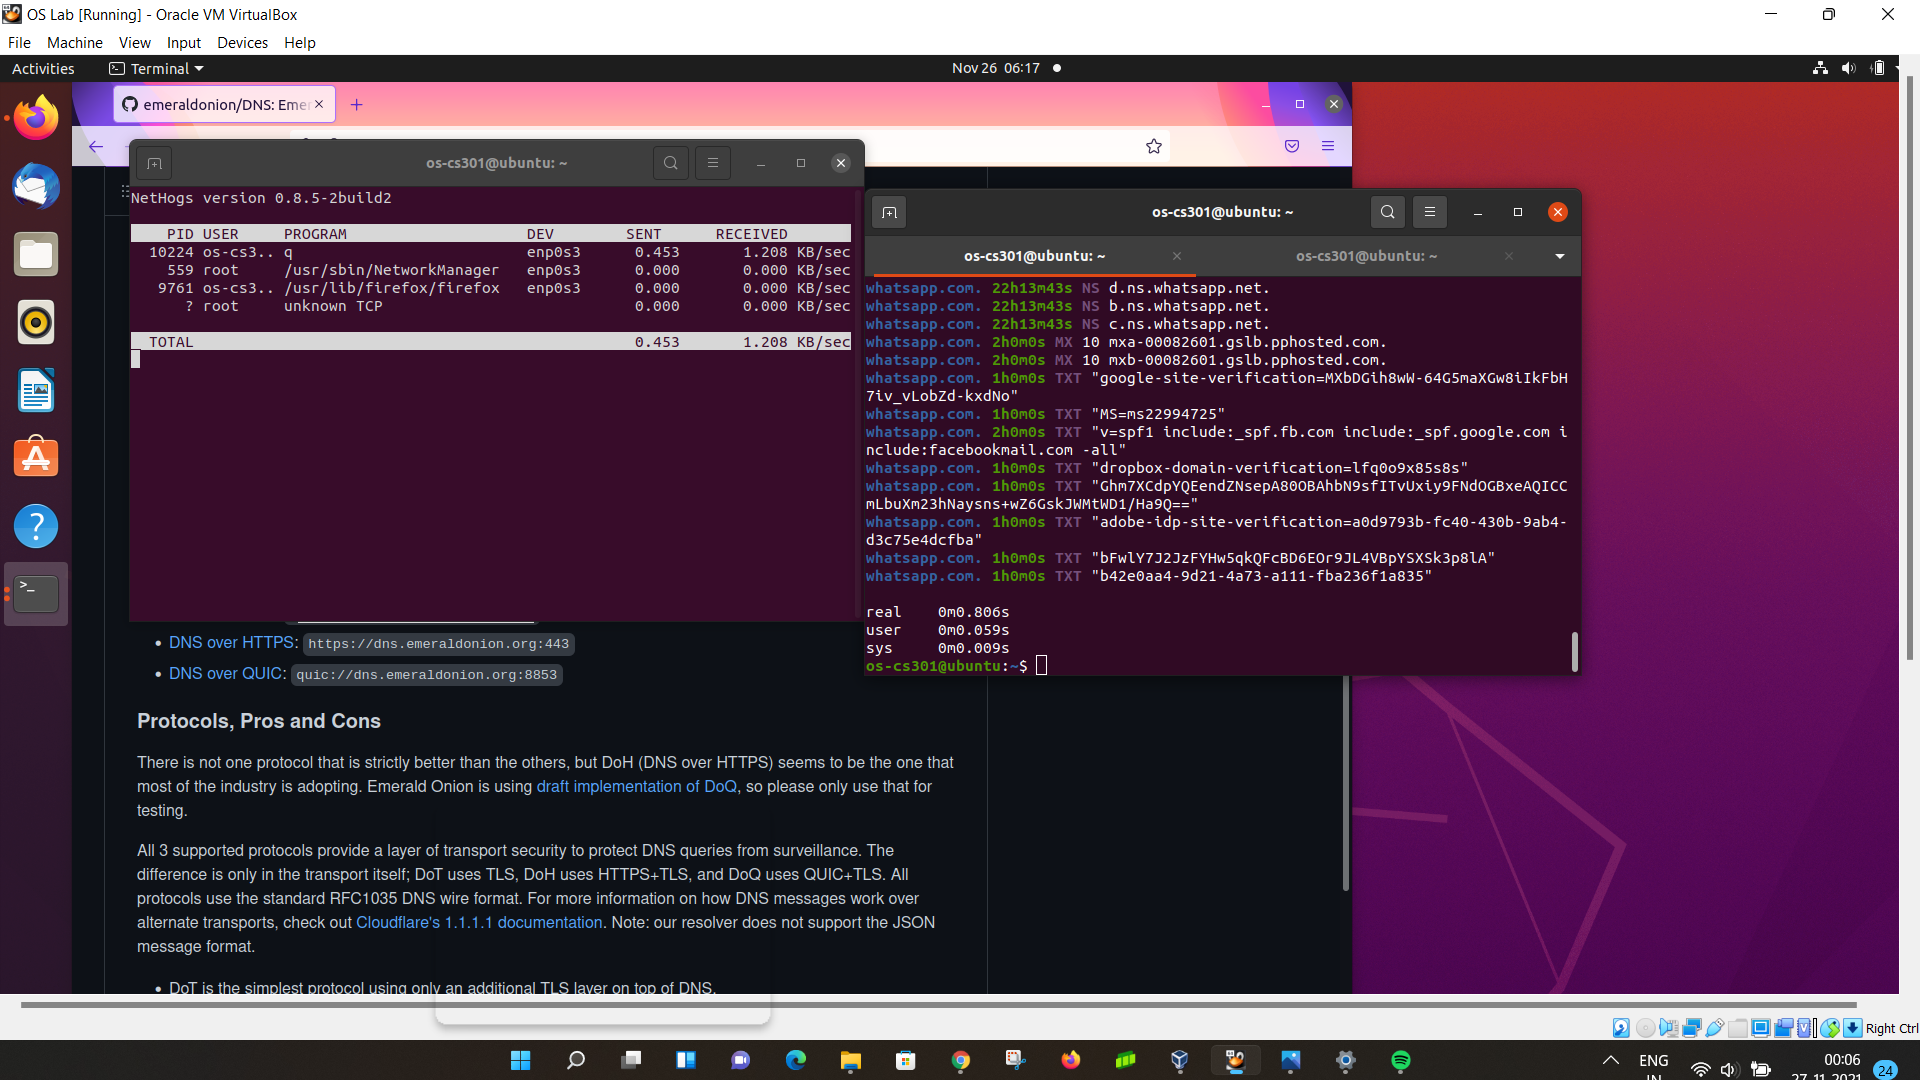 OS Lab [Running] - Oracle VM VirtualBox
File Machine View Input Devices Help
Activities Terminal Nov 26 06:17
emeraldonion/DNS: Eme
os-cs301@ubuntu: ~
NetHogs version 0.8.5-2build2
PID USER PROGRAM DEV SENT RECEIVED
10224 os-cs3.. q enp0s3 0.453 1.208 KB/sec
559 root /usr/sbin/NetworkManager enp0s3 0.000 0.000 KB/sec
9761 os-cs3.. /usr/lib/firefox/firefox enp0s3 0.000 0.000 KB/sec
? root unknown TCP 0.000 0.000 KB/sec
TOTAL 0.453 1.208 KB/sec
os-cs301@ubuntu: ~
os-cs301@ubuntu: ~ os-cs301@ubuntu: ~
whatsapp.com. 22h13m43s NS d.ns.whatsapp.net.
whatsapp.com. 22h13m43s NS b.ns.whatsapp.net.
whatsapp.com. 22h13m43s NS c.ns.whatsapp.net.
whatsapp.com. 2h0m0s MX 10 mxa-00082601.gslb.pphosted.com.
whatsapp.com. 2h0m0s MX 10 mxb-00082601.gslb.pphosted.com.
whatsapp.com. 1h0m0s TXT "google-site-verification=MXbDGih8wW-64G5maXGw8iIkFbH
7iv_vLobZd-kxdNo"
whatsapp.com. 1h0m0s TXT "MS=ms22994725"
whatsapp.com. 2h0m0s TXT "v=spf1 include:_spf.fb.com include:_spf.google.com i
nclude:facebookmail.com -all"
whatsapp.com. 1h0m0s TXT "dropbox-domain-verification=lfq0o9x85s8s"
whatsapp.com. 1h0m0s TXT "Ghm7XCdpYQEendZNsepA80OBAhbN9sfITvUxiy9FNdOGBxeAQICC
mLbuXm23hNaysns+wZ6GskJWMtWD1/Ha9Q=="
whatsapp.com. 1h0m0s TXT "adobe-idp-site-verification=a0d9793b-fc40-430b-9ab4-
d3c75e4dcfba"
whatsapp.com. 1h0m0s TXT "bFwlY7J2JzFYHw5qkQFcBD6EOr9JL4VBpYSXSk3p8lA"
whatsapp.com. 1h0m0s TXT "b42e0aa4-9d21-4a73-a111-fba236f1a835"
real 0m0.806s
user 0m0.059s
sys 0m0.009s
os-cs301@ubuntu:~$
• DNS over HTTPS: https://dns.emeraldonion.org:443
• DNS over QUIC: quic://dns.emeraldonion.org:8853
Protocols, Pros and Cons
There is not one protocol that is strictly better than the others, but DoH (DNS over HTTPS) seems to be the one that
most of the industry is adopting. Emerald Onion is using draft implementation of DoQ, so please only use that for
testing.
All 3 supported protocols provide a layer of transport security to protect DNS queries from surveillance. The
difference is only in the transport itself; DoT uses TLS, DoH uses HTTPS+TLS, and DoQ uses QUIC+TLS. All
protocols use the standard RFC1035 DNS wire format. For more information on how DNS messages work over
alternate transports, check out Cloudflare's 1.1.1.1 documentation. Note: our resolver does not support the JSON
message format.
• DoT is the simplest protocol using only an additional TLS layer on top of DNS.
Right Ctrl
ENG
IN
00:06
27-11-2021
24